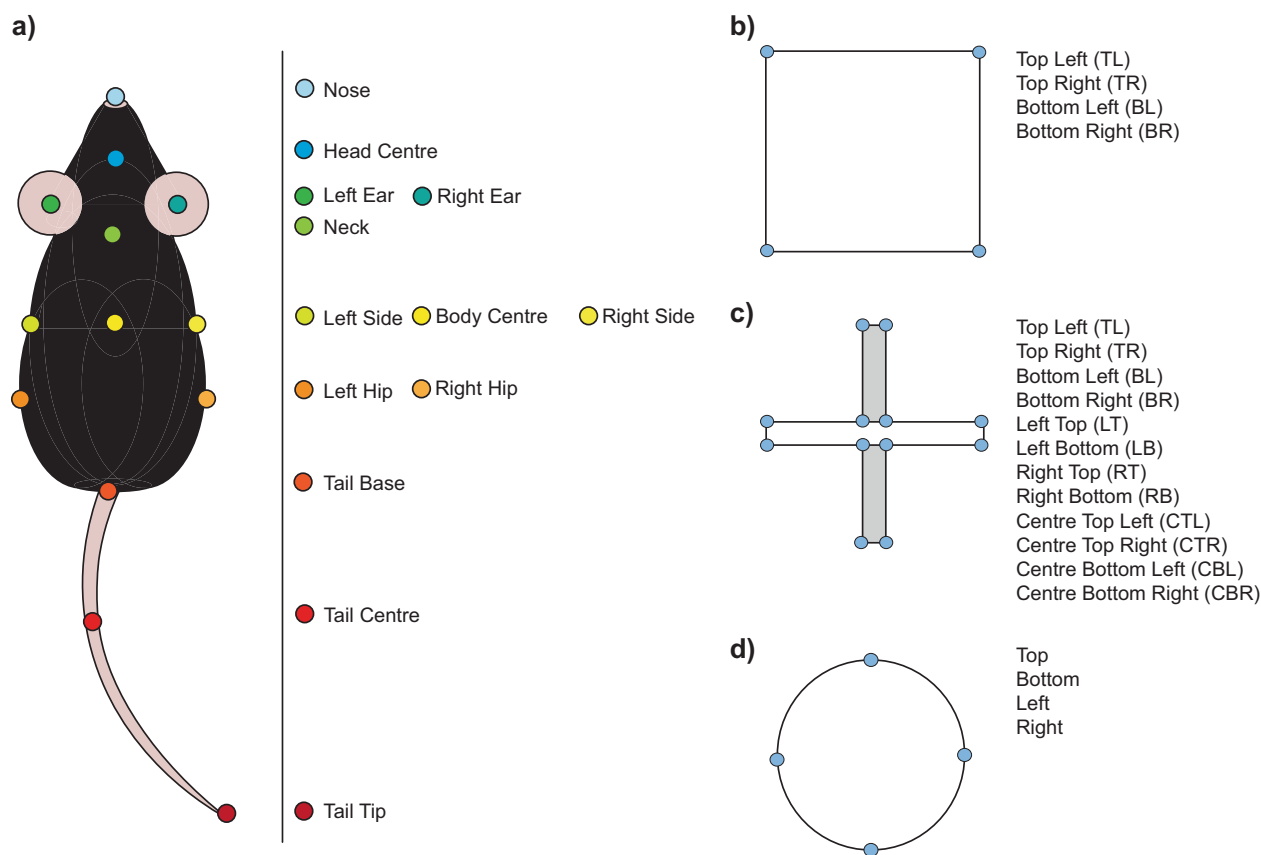 a)
Nose
Head Centre
Left Ear Right Ear
Neck
Left Side Body Centre Right Side
Left Hip Right Hip
Tail Base
Tail Centre
Tail Tip
b)
Top Left (TL)
Top Right (TR)
Bottom Left (BL)
Bottom Right (BR)
c)
Top Left (TL)
Top Right (TR)
Bottom Left (BL)
Bottom Right (BR)
Left Top (LT)
Left Bottom (LB)
Right Top (RT)
Right Bottom (RB)
Centre Top Left (CTL)
Centre Top Right (CTR)
Centre Bottom Left (CBL)
Centre Bottom Right (CBR)
d)
Top
Bottom
Left
Right